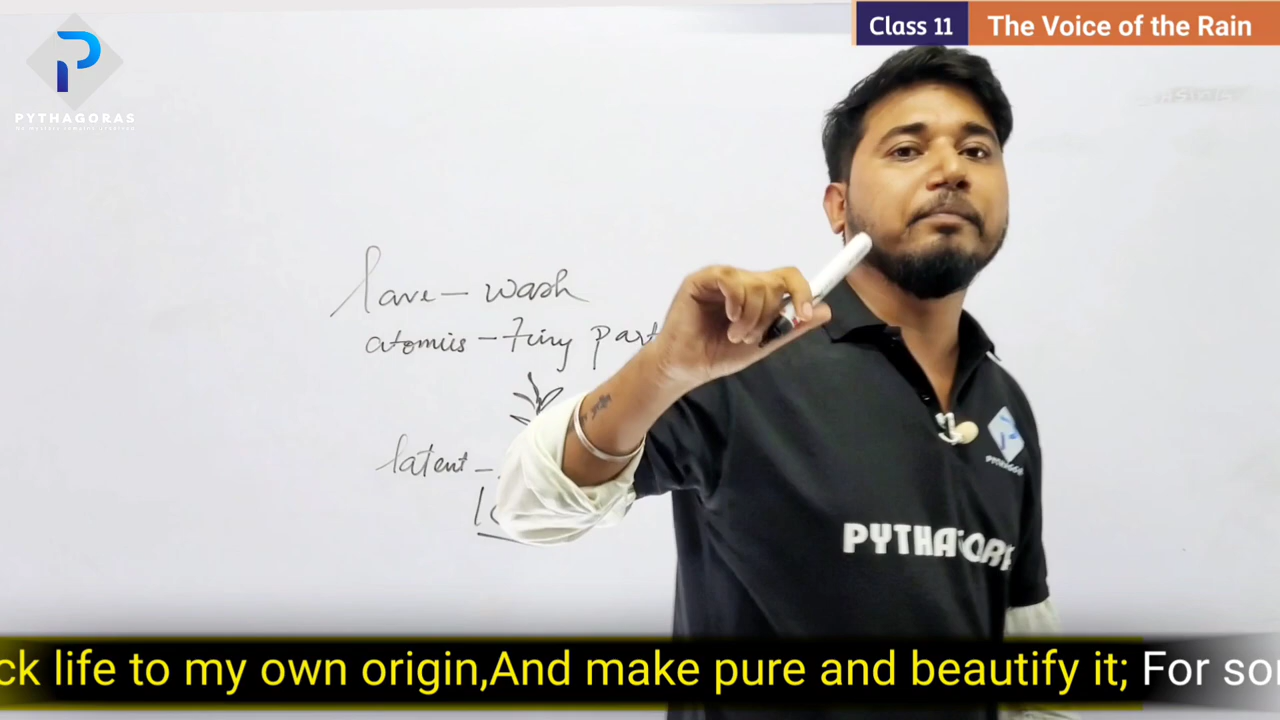 Class 11 The Voice of the Rain
P
PYTHAGORAS
lave – wash
atomies – Tiny part
latent –
PYTHAGORAS
ck life to my own origin,And make pure and beautify it; For so